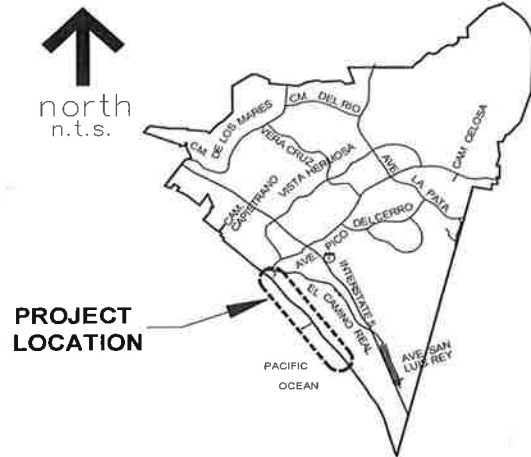 north
n.t.s.
CM. DEL RIO
CM. DE LOS MARES
VERA CRUZ
VISTA HERMOSA
CAM CELOSA
AVE. LA PATA
CAM. CAPISTRANO
DEL CERRO
AVE. PICO
INTERSTATE 5
EL CAMINO REAL
PROJECT
LOCATION
AVE. SAN
LUIS REY
PACIFIC
OCEAN